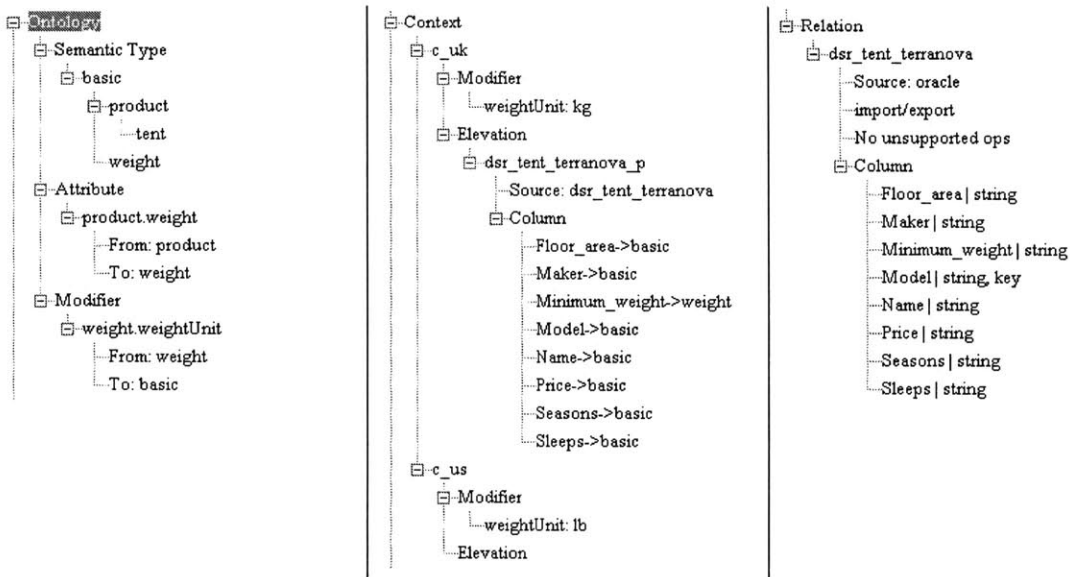 Ontology
Semantic Type
basic
product
tent
weight
Attribute
product.weight
From: product
To: weight
Modifier
weight.weightUnit
From: weight
To: basic
Context
c_uk
Modifier
weightUnit: kg
Elevation
dsr_tent_terranova_p
Source: dsr_tent_terranova
Column
Floor_area->basic
Maker->basic
Minimum_weight->weight
Model->basic
Name->basic
Price->basic
Seasons->basic
Sleeps->basic
c_us
Modifier
weightUnit: lb
Elevation
Relation
dsr_tent_terranova
Source: oracle
import/export
No unsupported ops
Column
Floor_area | string
Maker | string
Minimum_weight | string
Model | string, key
Name | string
Price | string
Seasons | string
Sleeps | string